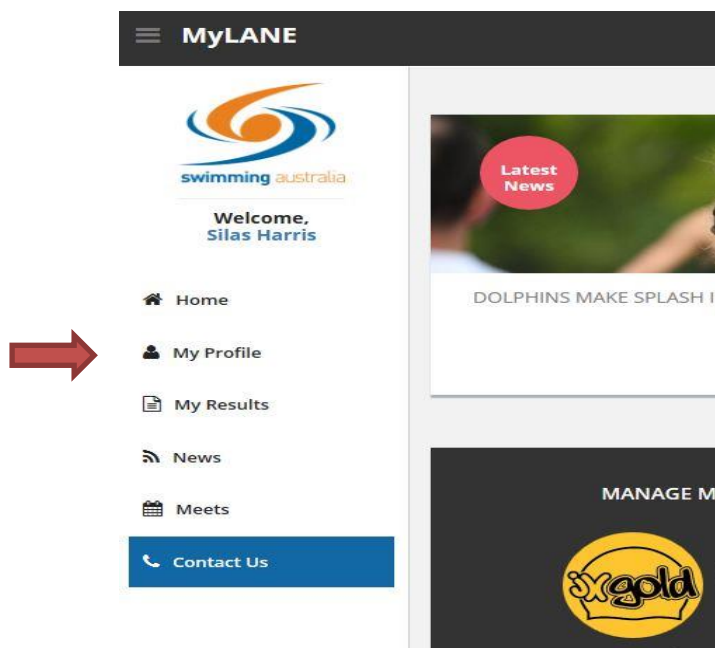 MyLANE
swimming australia
Welcome,
Silas Harris
Home
My Profile
My Results
News
Meets
Contact Us
Latest
News
DOLPHINS MAKE SPLASH I
MANAGE M
jxgold